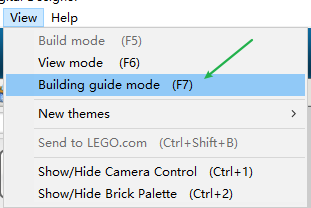 View Help
Build mode (F5)
View mode (F6)
Building guide mode (F7)
New themes
Send to LEGO.com (Ctrl+Shift+B)
Show/Hide Camera Control (Ctrl+1)
Show/Hide Brick Palette (Ctrl+2)